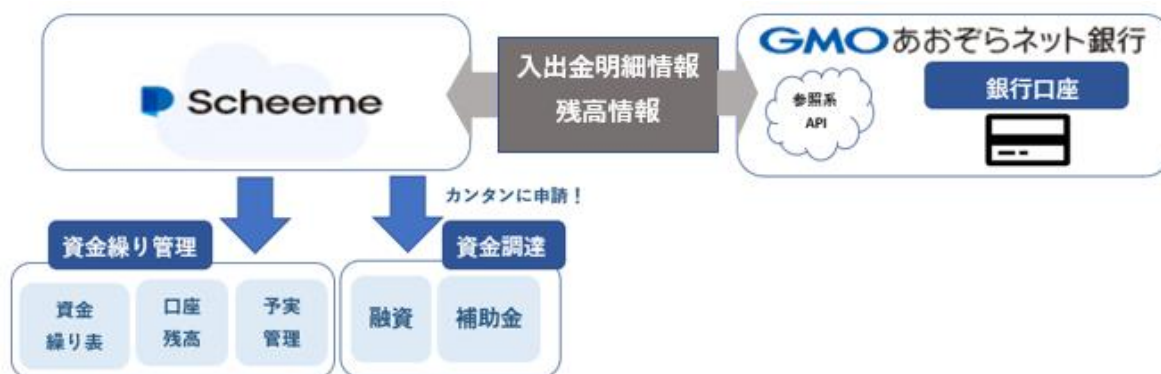 Scheeme
入出金明細情報
残高情報
GMOあおぞらネット銀行
参照系
API
銀行口座
カンタンに申請！
資金繰り管理
資金調達
資金
繰り表
口座
残高
予実
管理
融資
補助金